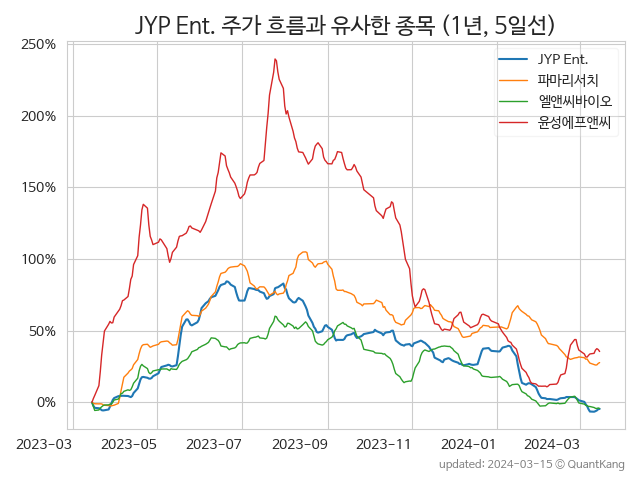 JYP Ent. 주가 흐름과 유사한 종목 (1년, 5일선)
250%
200%
150%
100%
50%
0%
JYP Ent.
파마리서치
엘앤씨바이오
윤성에프앤씨
2023-03
2023-05
2023-07
2023-09
2023-11
2024-01
2024-03
updated: 2024-03-15 © QuantKang